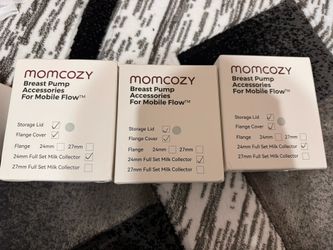 momcozy
Breast Pump
Accessories
For Mobile Flow™
Storage Lid
Flange Cover
Flange 24mm 27mm
24mm Full Set Milk Collector
27mm Full Set Milk Collector
momcozy
Breast Pump
Accessories
For Mobile Flow™
Storage Lid
Flange Cover
Flange 24mm 27mm
24mm Full Set Milk Collector
27mm Full Set Milk Collector
momcozy
Breast Pump
Accessories
For Mobile Flow™
Storage Lid
Flange Cover
Flange 24mm 27mm
24mm Full Set Milk Collector
27mm Full Set Milk Collector